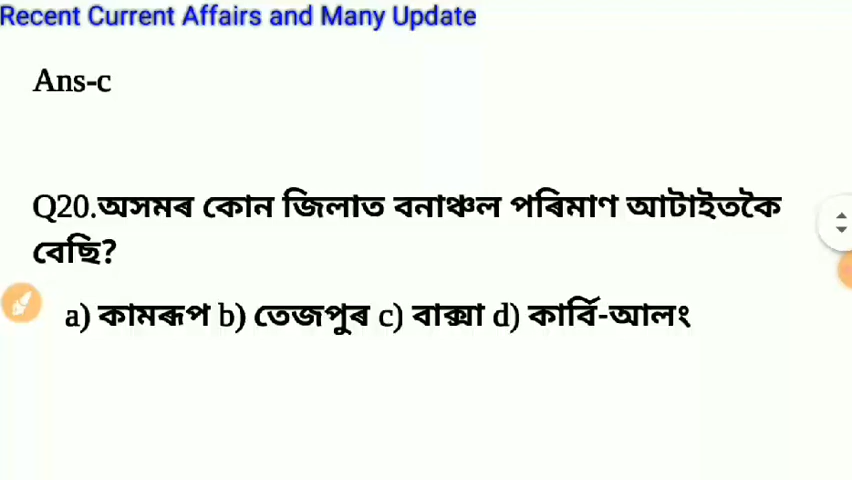 Recent Current Affairs and Many Update
Ans-c
Q20.অসমৰ কোন জিলাত বনাঞ্চল পৰিমাণ আটাইতকৈ
বেছি?
a) কামৰূপ b) তেজপুৰ c) বাক্সা d) কাৰ্বি-আলং